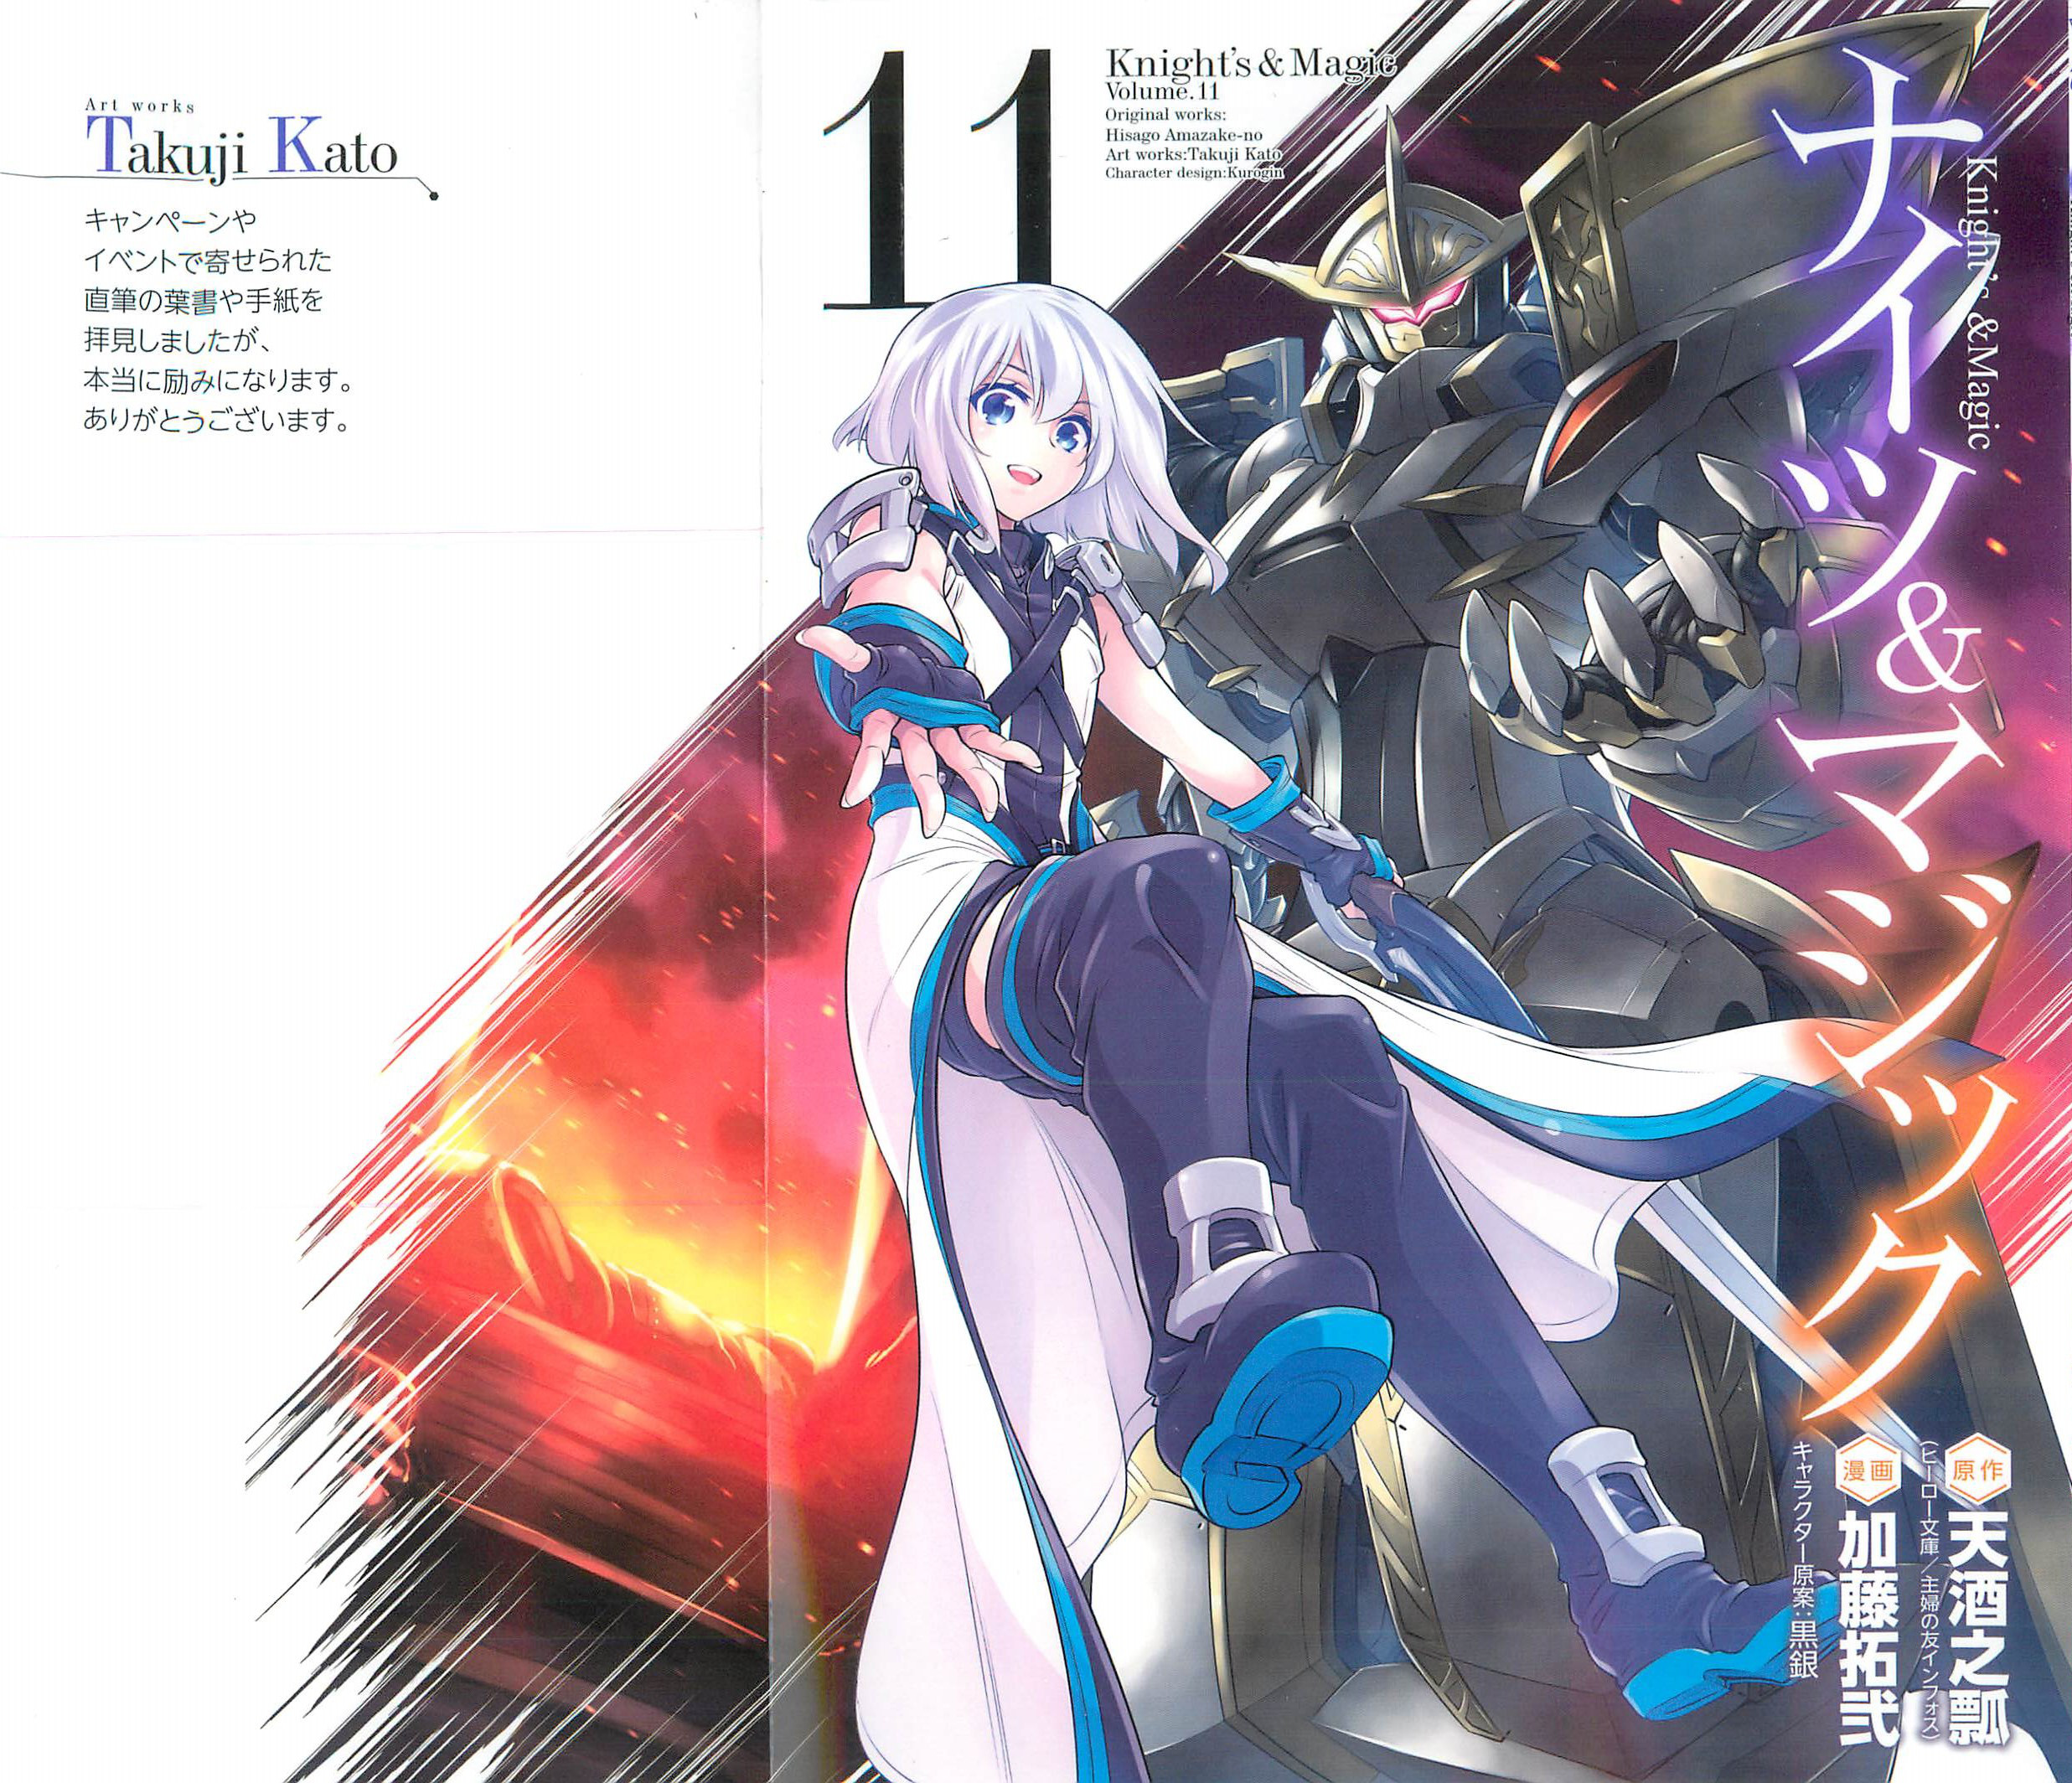 Art works
Takuji Kato
キャンペーンや
イベントで寄せられた
直筆の葉書や手紙を
拝見しましたが、
本当に励みになります。
ありがとうございます。
11
Knight's & Magic
Volume.11
Original works:
Hisago Amazake-no
Art works:Takuji Kato
Character design:Kurogin
ナイツ&マジック
Knight's &Magic
原作
天酒之瓢
(ヒーロー文庫/主婦の友インフォス)
漫画
加藤拓弐
キャラクター原案:黒銀